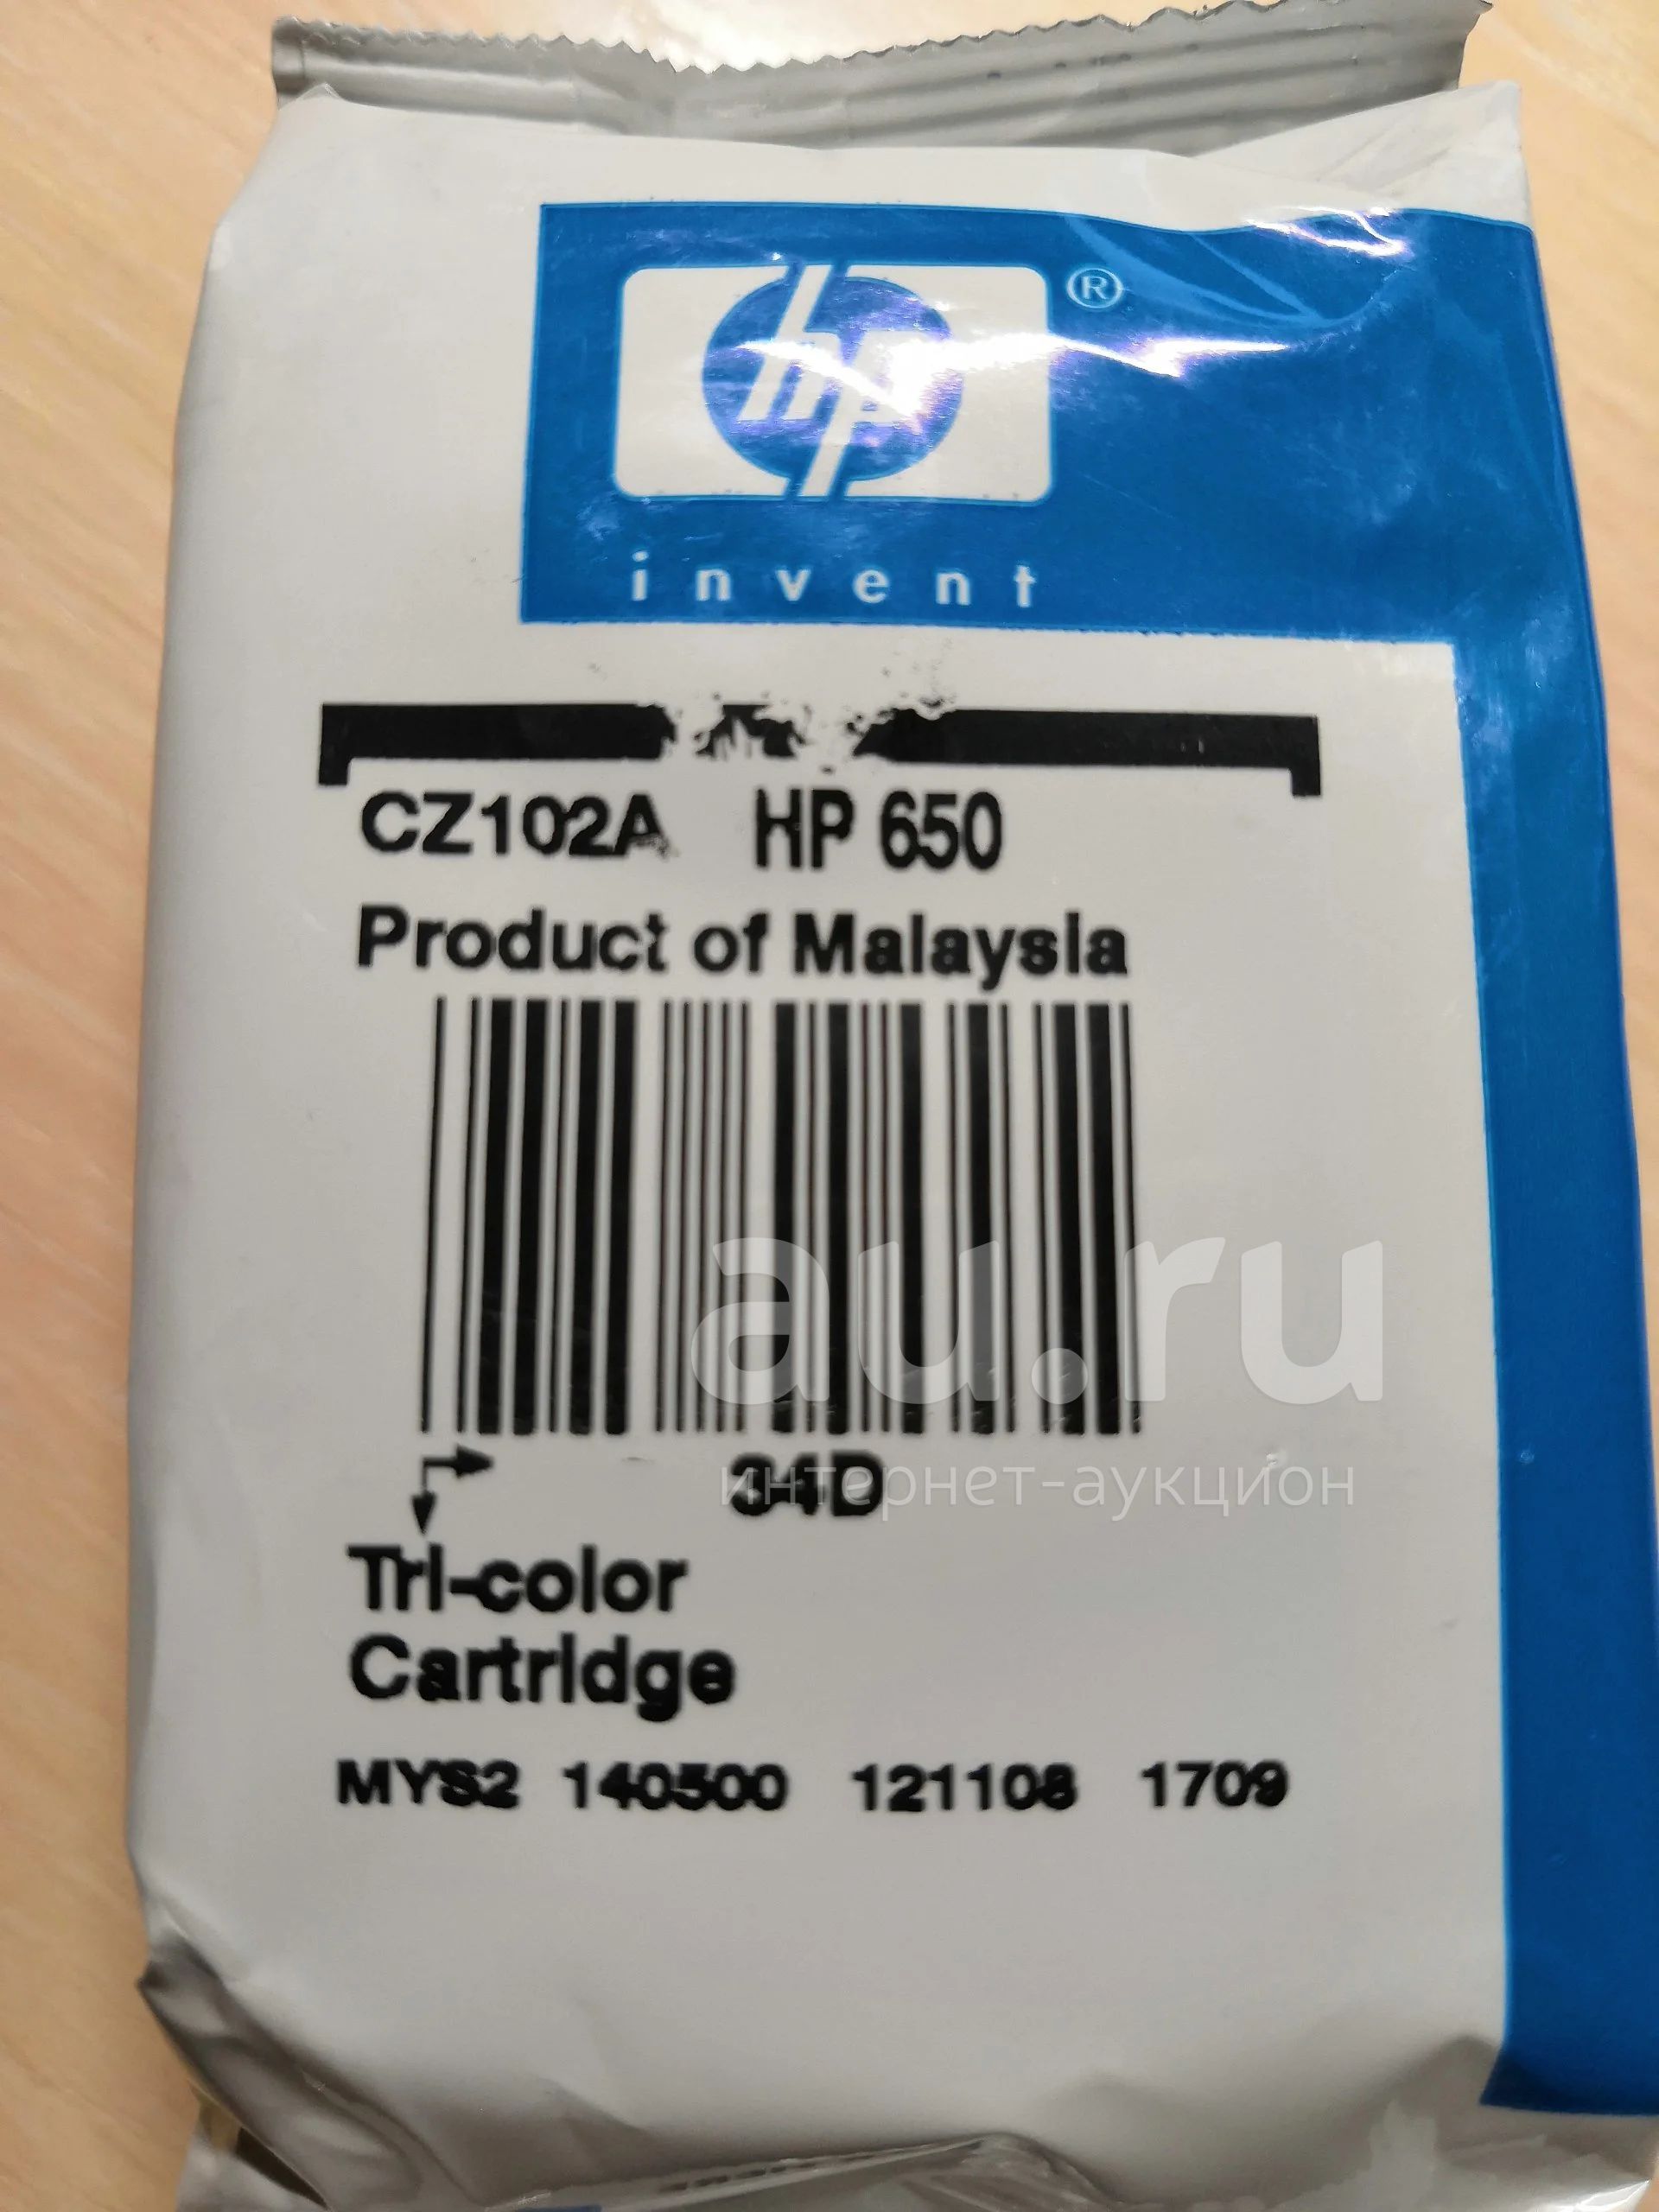 hp ®
invent
CZ102A HP 650
Product of Malaysia
34D
Tri-color
Cartridge
MYS2 140500 121108 1709
au.ru
интернет-аукцион